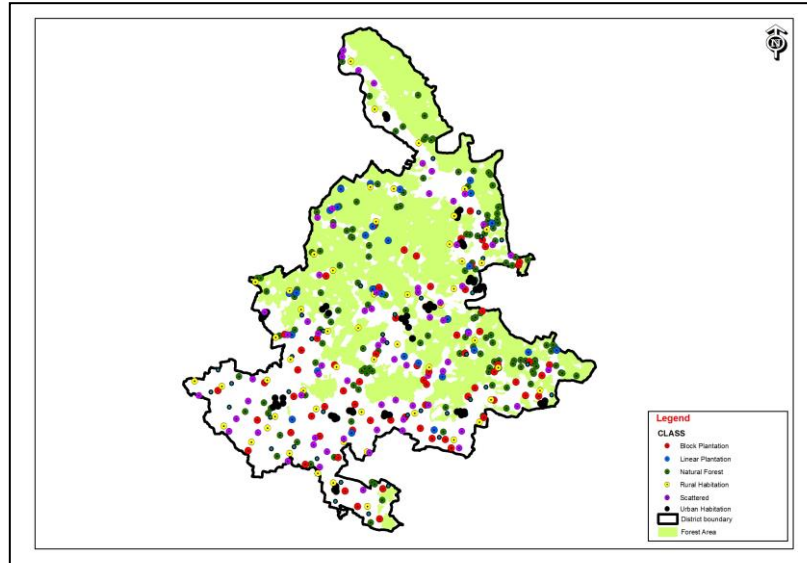 N
Legend
CLASS
Block Plantation
Linear Plantation
Natural Forest
Rural Habitation
Scattered
Urban Habitation
District boundary
Forest Area